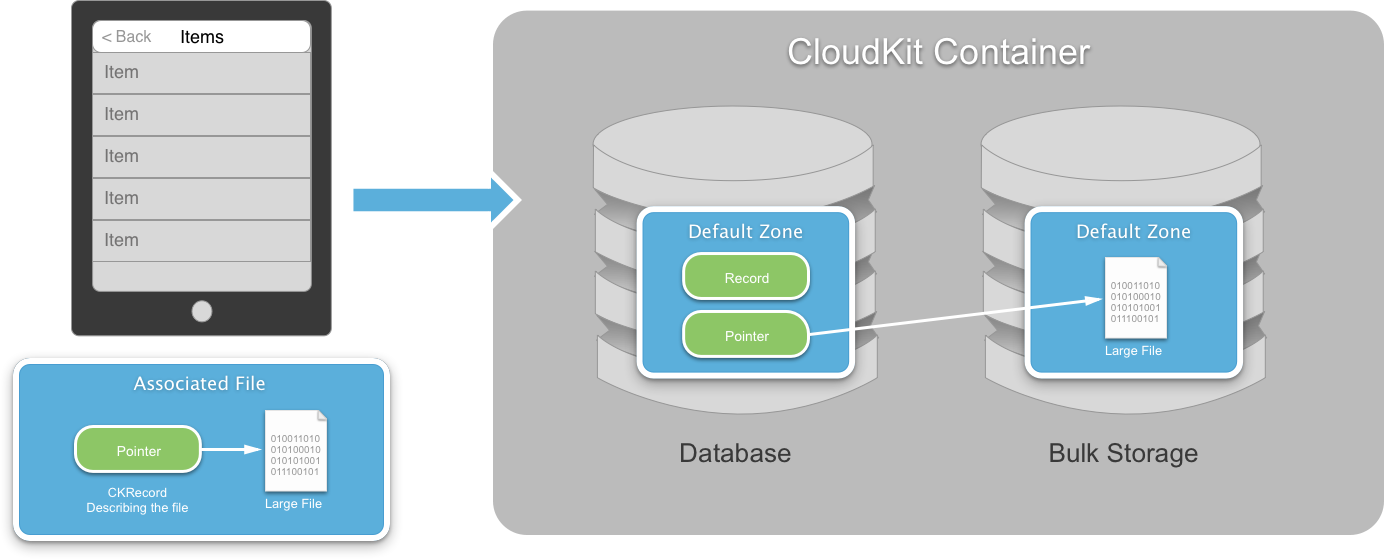 < Back Items
Item
Item
Item
Item
Item
Associated File
Pointer
CKRecord
Describing the file
010011010
010100010
010101001
011100101
Large File
CloudKit Container
Default Zone
Record
Pointer
Database
Default Zone
010011010
010100010
010101001
011100101
Large File
Bulk Storage